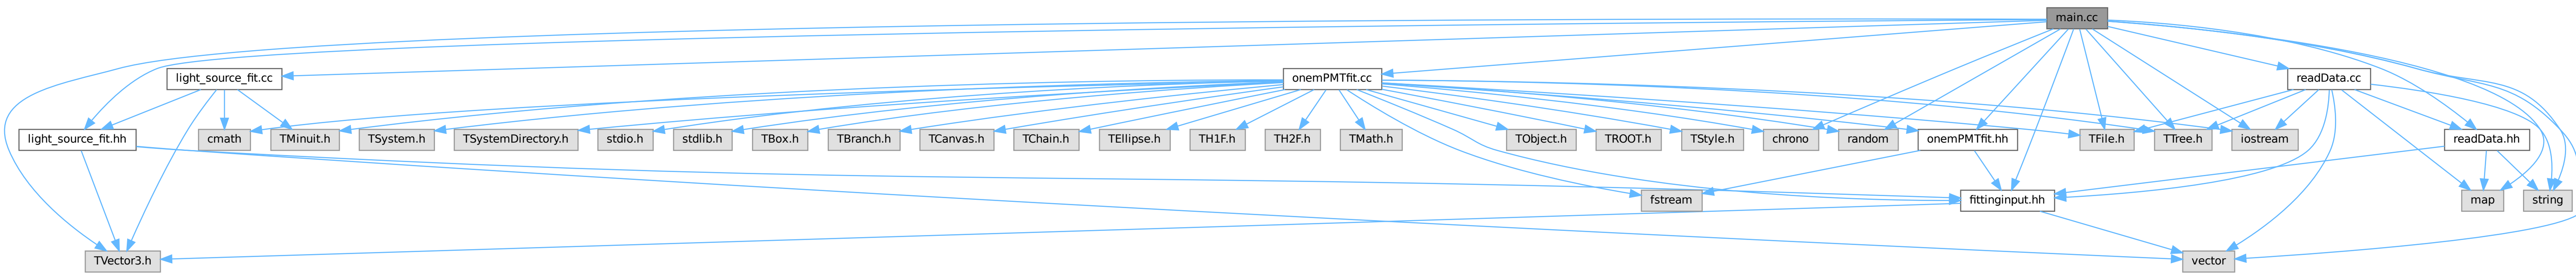 main.cc
light_source_fit.cc
onemPMTfit.cc
readData.cc
light_source_fit.hh
cmath
TMinuit.h
TSystem.h
TSystemDirectory.h
stdio.h
stdlib.h
TBox.h
TBranch.h
TCanvas.h
TChain.h
TEllipse.h
TH1F.h
TH2F.h
TMath.h
TObject.h
TROOT.h
TStyle.h
chrono
random
onemPMTfit.hh
TFile.h
TTree.h
iostream
readData.hh
fstream
fittinginput.hh
map
string
TVector3.h
vector